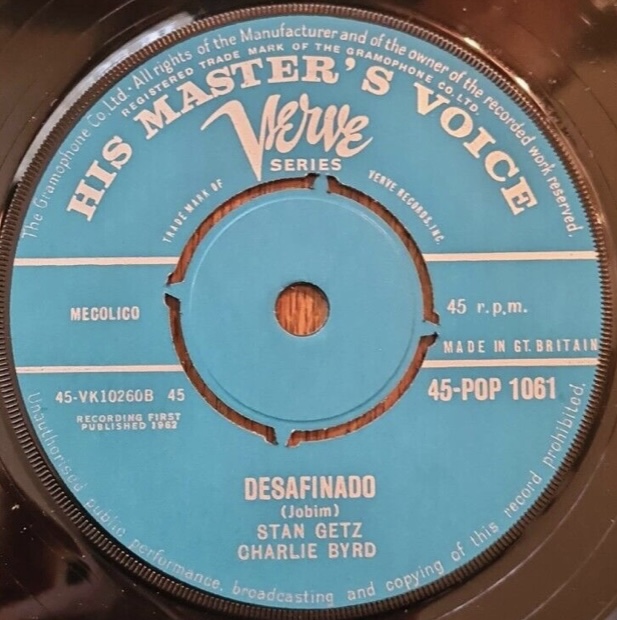 The Gramophone Co. Ltd. · All rights of the Manufacturer and of the owner of the recorded work reserved.
REGISTERED TRADE MARK OF THE GRAMOPHONE CO. LTD.
HIS MASTER'S VOICE
Verve
SERIES
TRADE MARK OF
VERVE RECORDS, INC.
MECOLICO
45 r.p.m.
MADE IN GT. BRITAIN
45-VK10260B 45
45-POP 1061
RECORDING FIRST
PUBLISHED 1962
DESAFINADO
(Jobim)
STAN GETZ
CHARLIE BYRD
Unauthorised public performance, broadcasting and copying of this record prohibited.